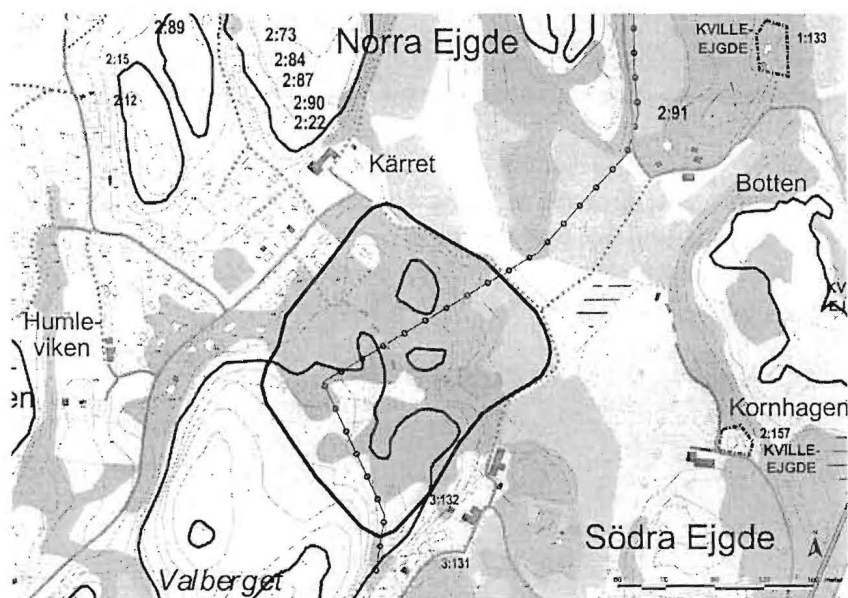 2:89
2:15
2:12
2:73
2:84
2:87
2:90
2:22
Norra Ejgde
KVILLE-
EJGDE
1:133
2:91
Kärret
Botten
Humle-
viken
Kornhagen
2:157
KVILLE-
EJGDE
3:132
Södra Ejgde
3:131
Valberget
N